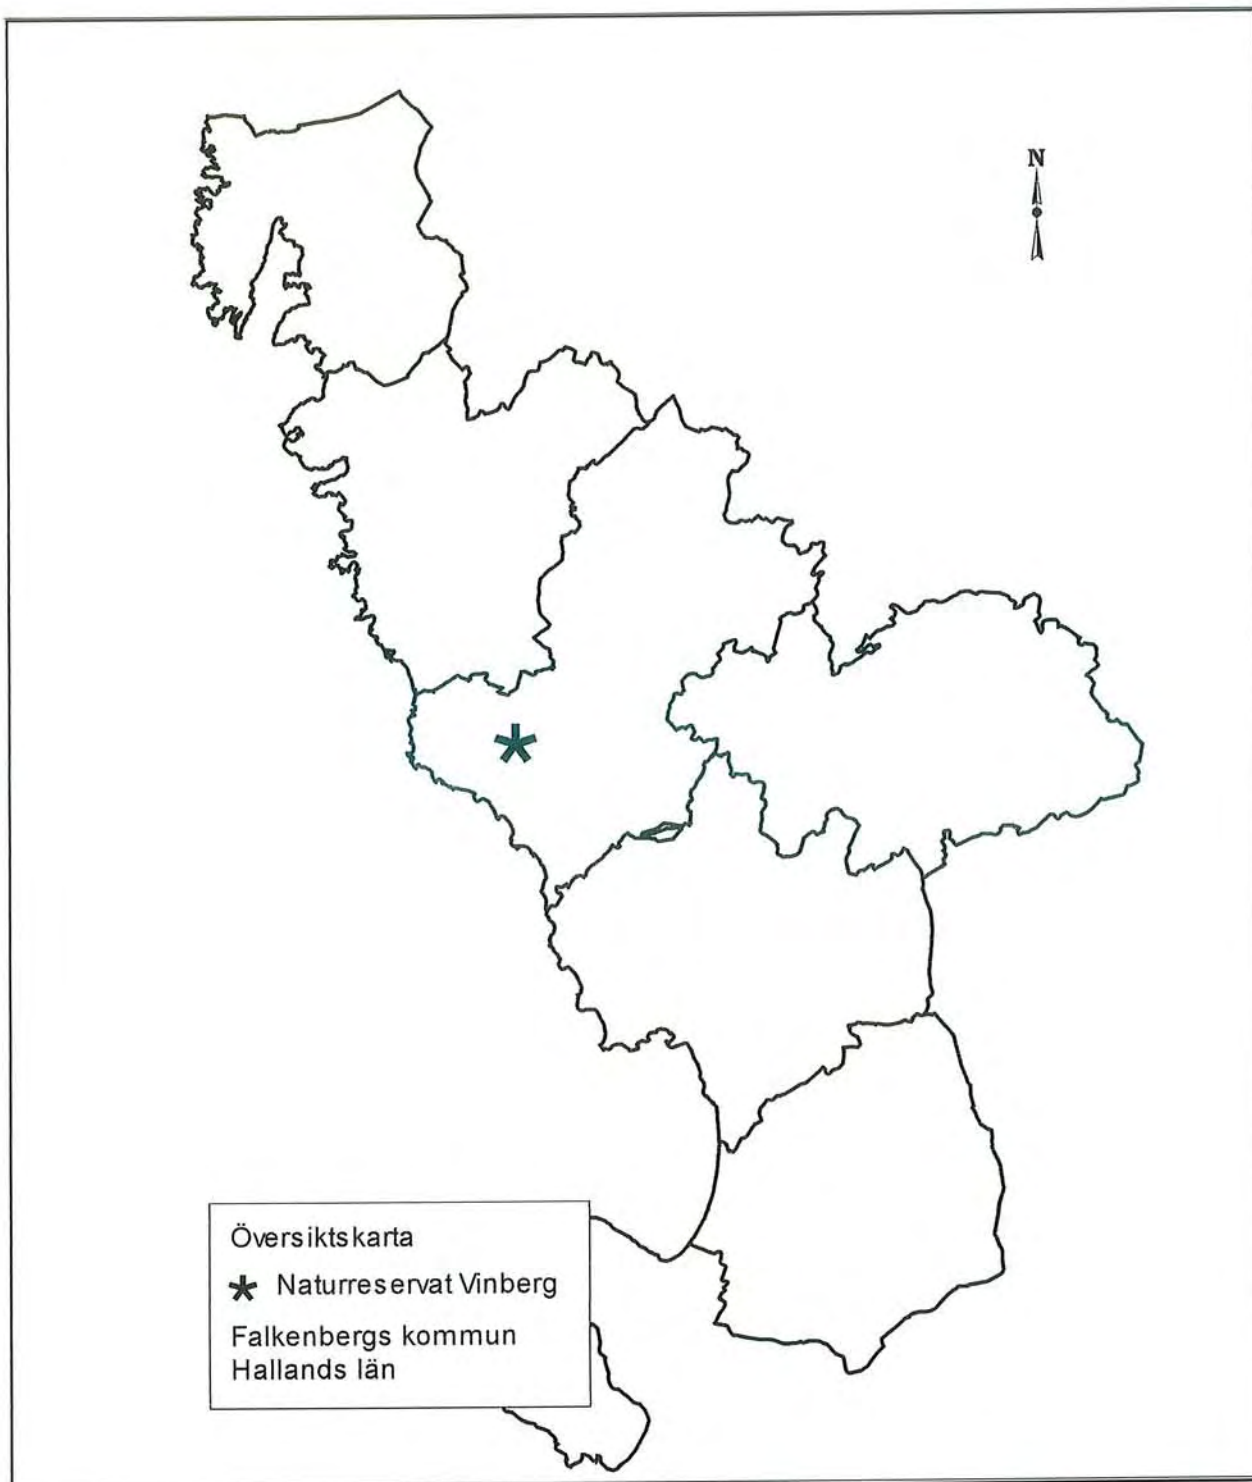 N
Översiktskarta
Naturreservat Vinberg
Falkenbergs kommun
Hallands län